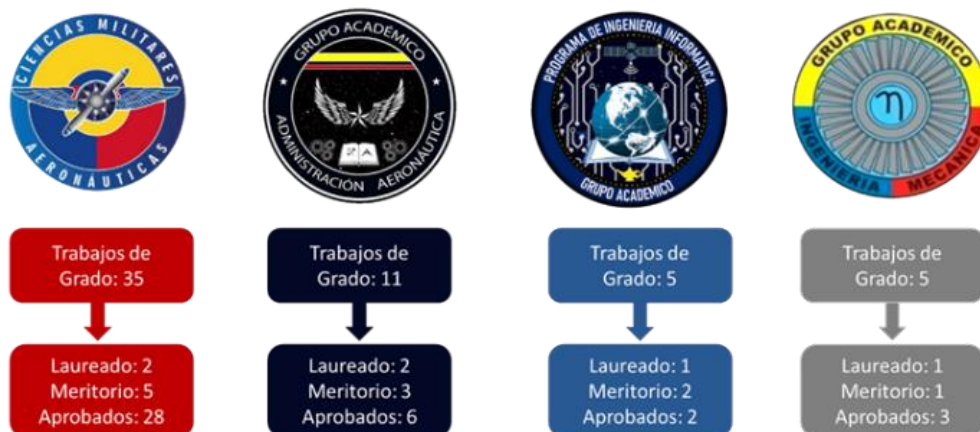 CIENCIAS MILITARES
AERONÁUTICAS
GRUPO ACADÉMICO
ADMINISTRACIÓN AERONÁUTICA
PROGRAMA DE INGENIERIA INFORMATICA
GRUPO ACADEMICO
GRUPO ACADEMICO
INGENIERIA MECANIC
η
Trabajos de
Grado: 35
Laureado: 2
Meritorio: 5
Aprobados: 28
Trabajos de
Grado: 11
Laureado: 2
Meritorio: 3
Aprobados: 6
Trabajos de
Grado: 5
Laureado: 1
Meritorio: 2
Aprobados: 2
Trabajos de
Grado: 5
Laureado: 1
Meritorio: 1
Aprobados: 3